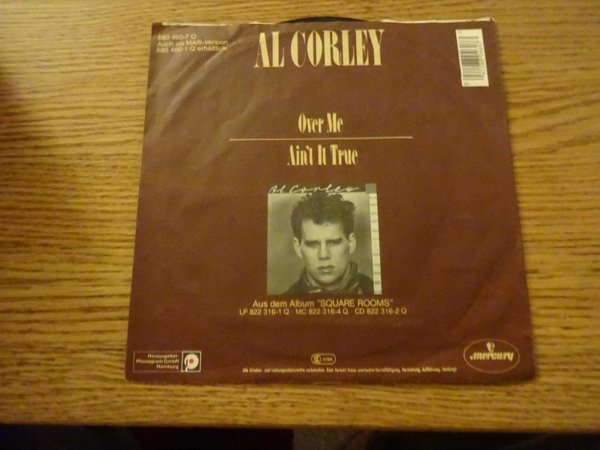 880 460-7 Q
Auch als MAXI-Version
880 460-1 Q erhältlich.
AL CORLEY
Over Me
Ain't It True
Al Corley
Aus dem Album "SQUARE ROOMS"
LP 822 316-1 Q MC 822 316-4 Q CD 822 316-2 Q
Herausgeber
Phonogram GmbH
Hamburg
mercury